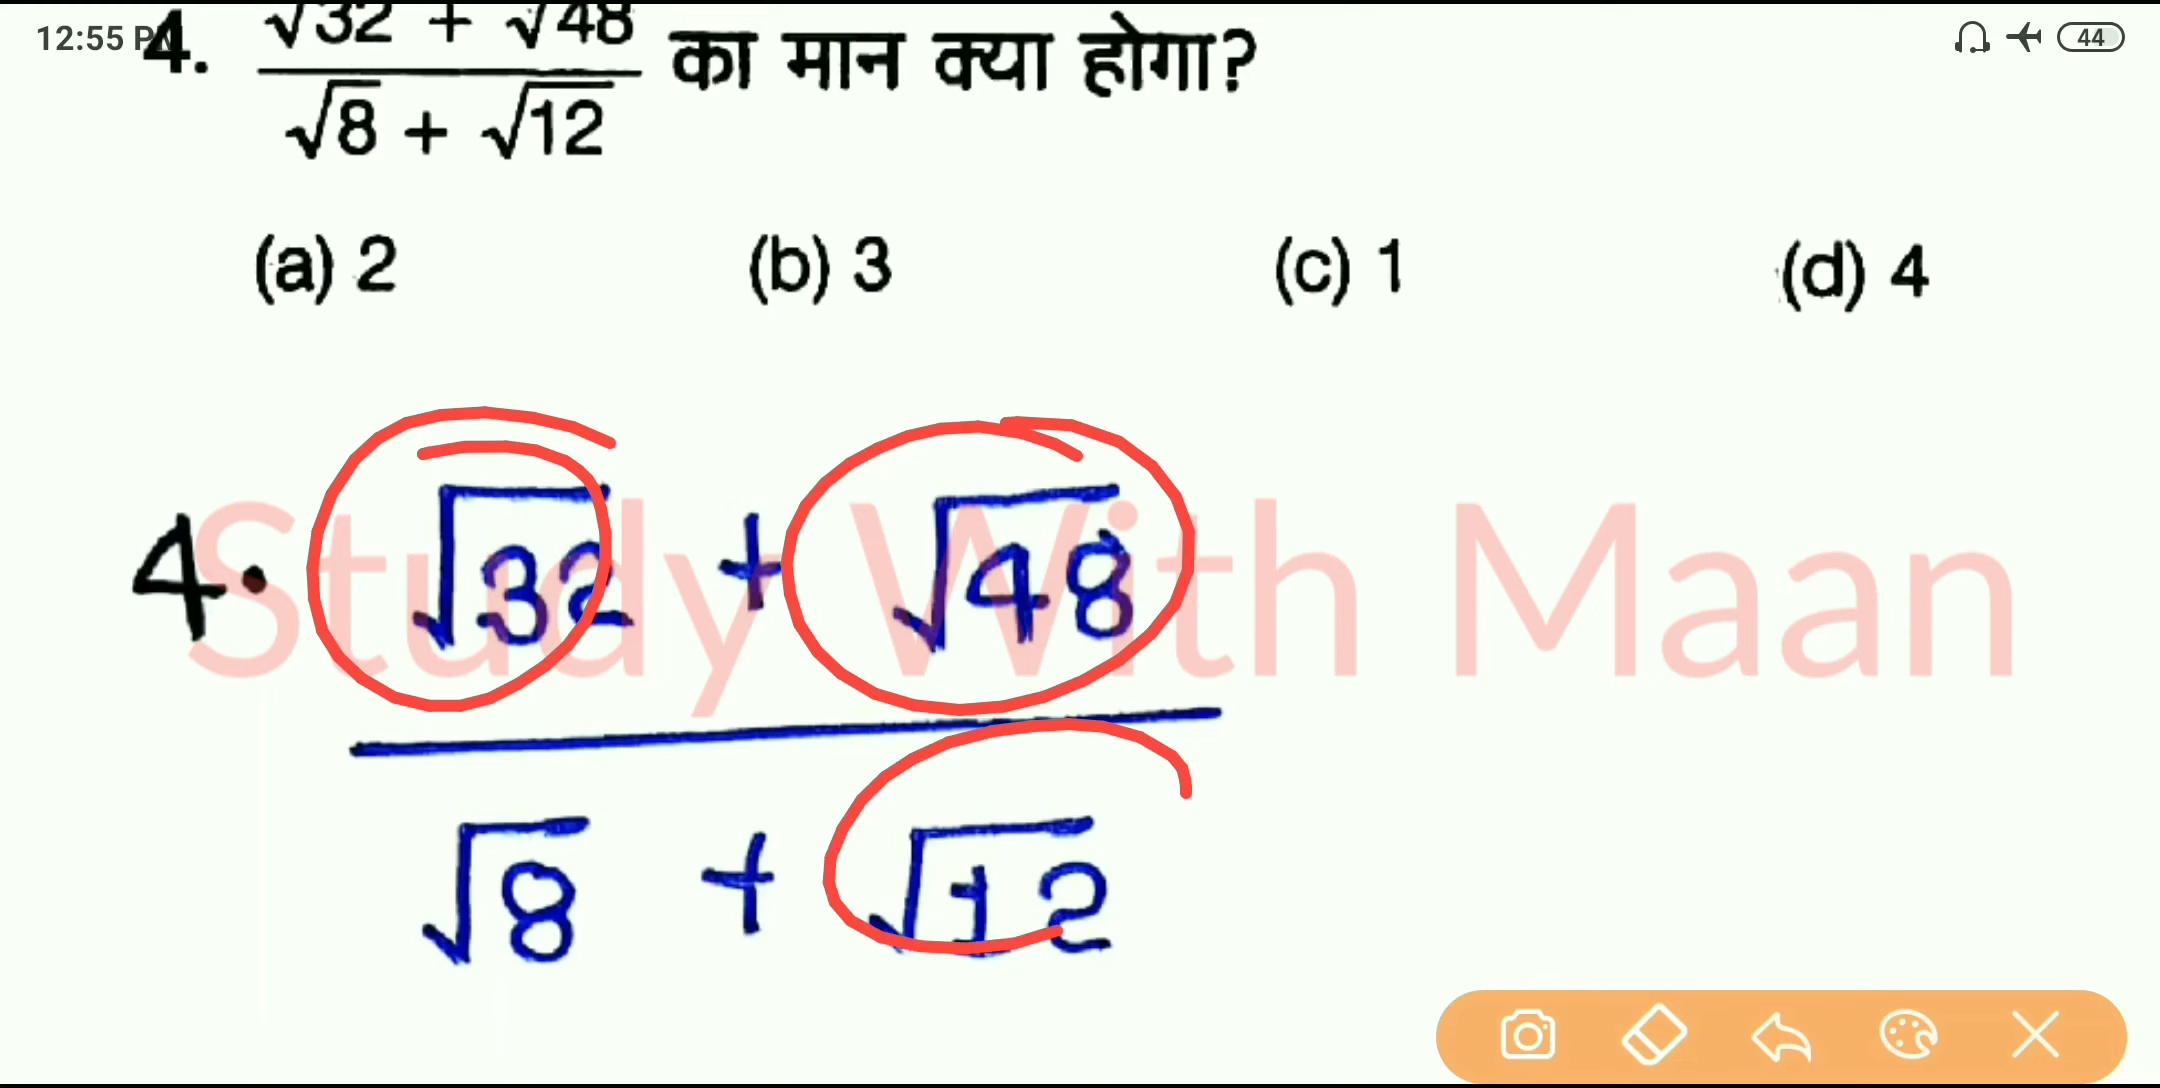 12:55 P
44
4. √32 + √48
√8 + √12 का मान क्या होगा?
(a) 2 (b) 3 (c) 1 (d) 4
4. √32 + √48
√8 + √12
Study With Maan